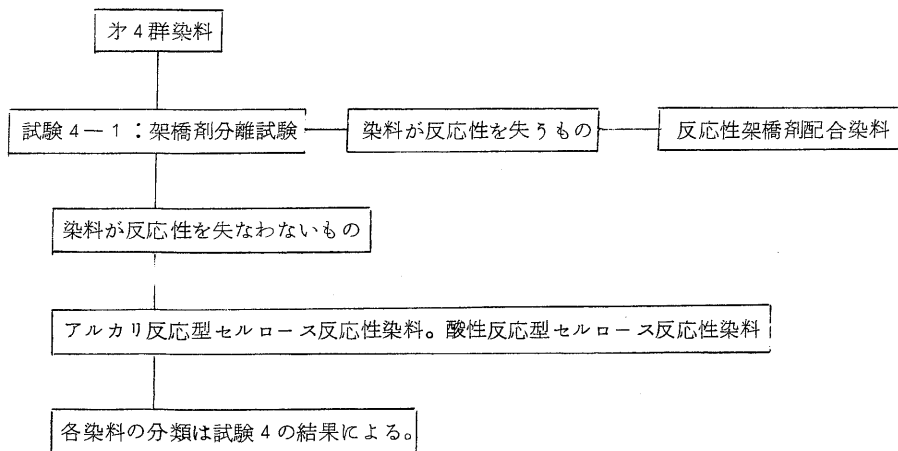 第4群染料
試験4-1:架橋剤分離試験
染料が反応性を失うもの
反応性架橋剤配合染料
染料が反応性を失なわないもの
アルカリ反応型セルロース反応性染料。酸性反応型セルロース反応性染料
各染料の分類は試験4の結果による。